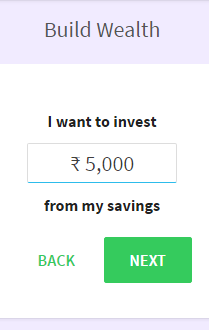 Build Wealth
I want to invest
₹ 5,000
from my savings
BACK NEXT